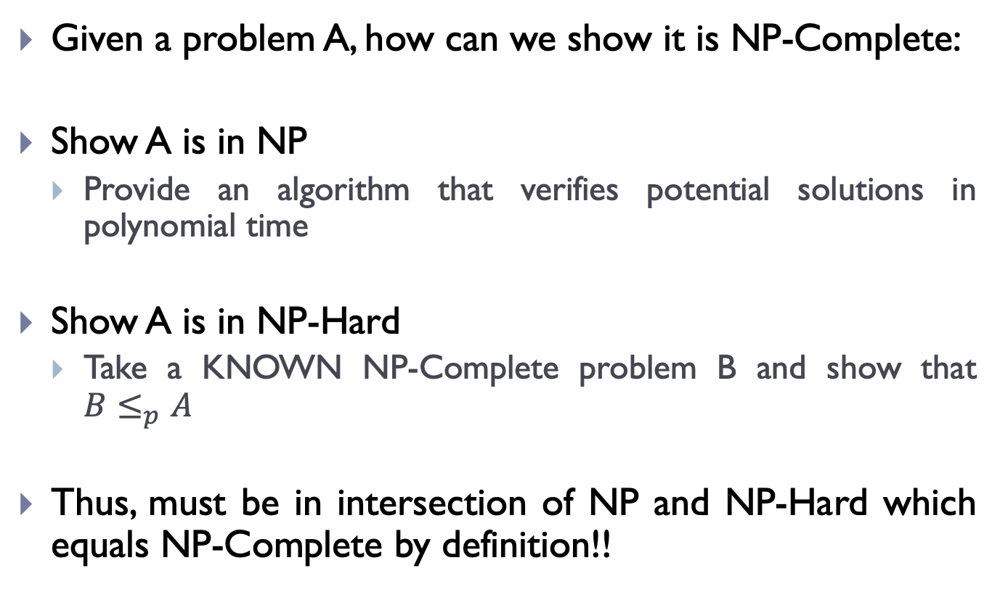 Given a problem A, how can we show it is NP-Complete:
Show A is in NP
Provide an algorithm that verifies potential solutions in
polynomial time
Show A is in NP-Hard
Take a KNOWN NP-Complete problem B and show that
B ≤p A
Thus, must be in intersection of NP and NP-Hard which
equals NP-Complete by definition!!